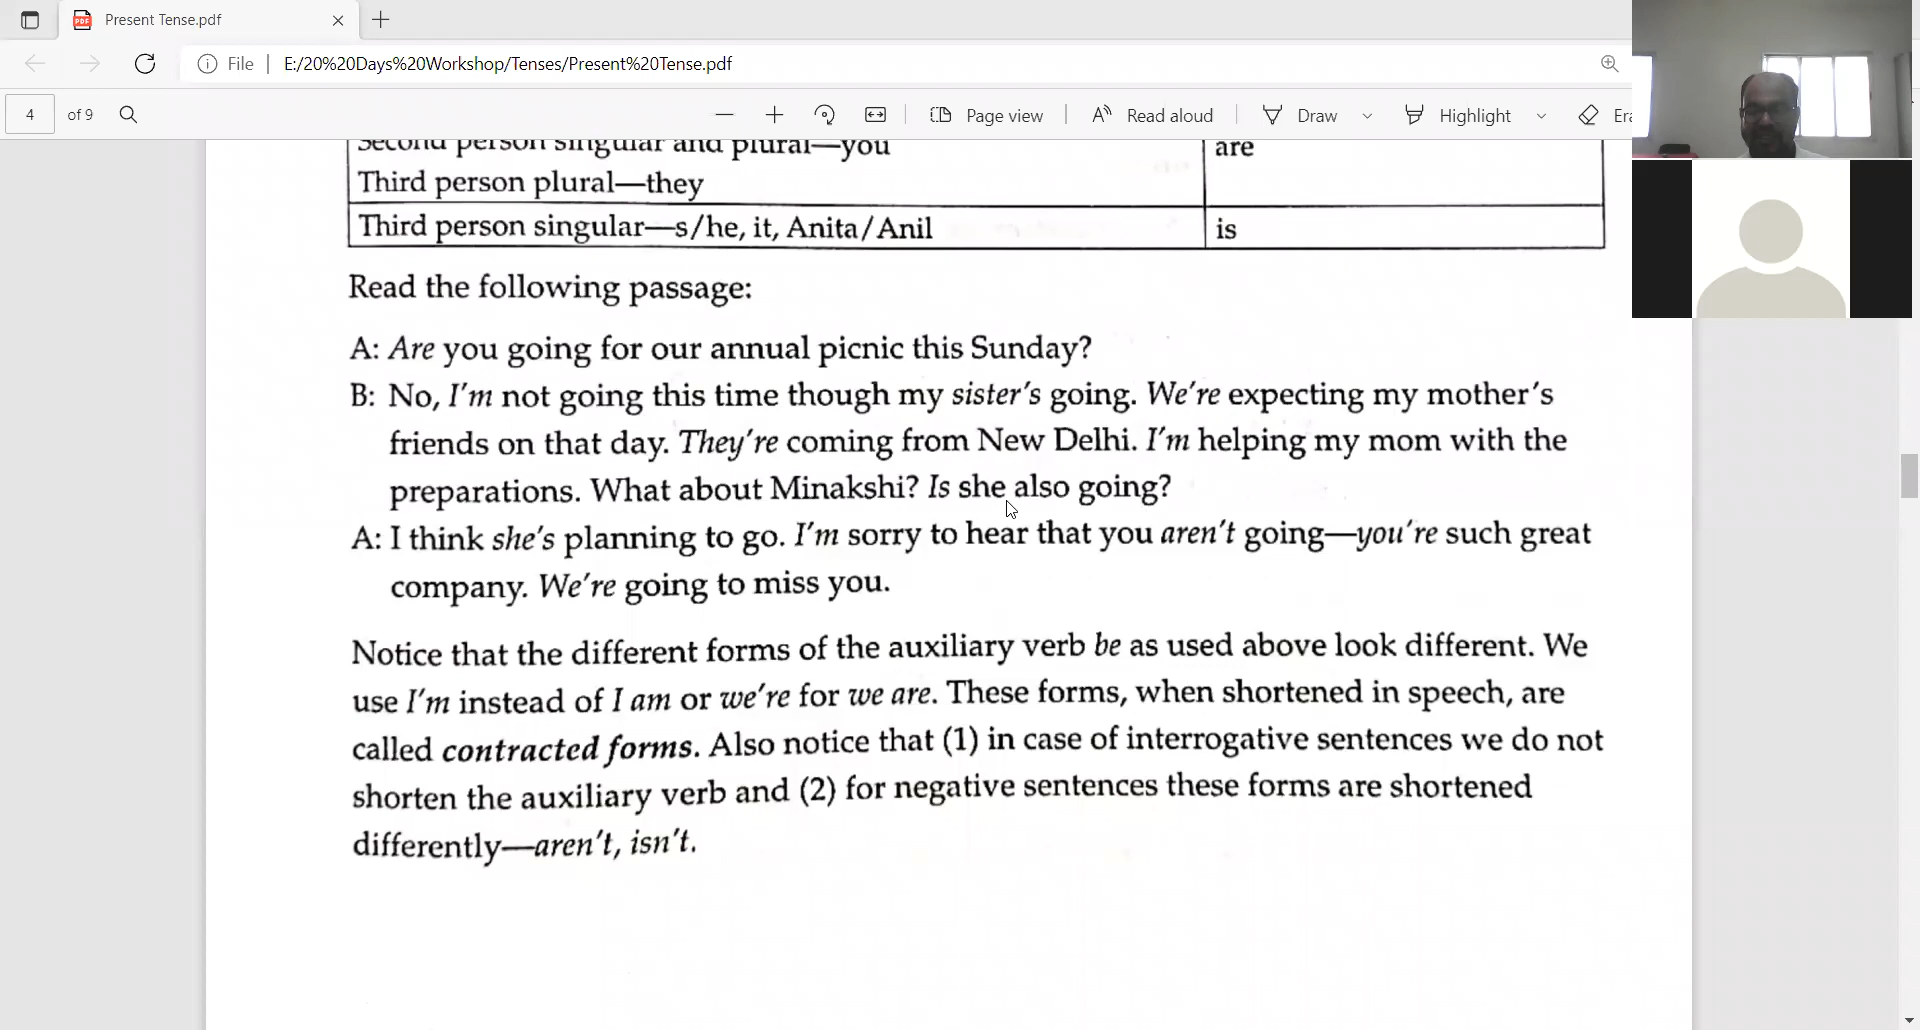 Present Tense.pdf
File
E:/20%20Days%20Workshop/Tenses/Present%20Tense.pdf
4 of 9
Page view
Read aloud
Draw
Highlight
Second person singular and plural—you are
Third person plural—they
Third person singular—s/he, it, Anita/Anil is
Read the following passage:
A: Are you going for our annual picnic this Sunday?
B: No, I'm not going this time though my sister's going. We're expecting my mother's
friends on that day. They're coming from New Delhi. I'm helping my mom with the
preparations. What about Minakshi? Is she also going?
A: I think she's planning to go. I'm sorry to hear that you aren't going—you're such great
company. We're going to miss you.
Notice that the different forms of the auxiliary verb be as used above look different. We
use I'm instead of I am or we're for we are. These forms, when shortened in speech, are
called contracted forms. Also notice that (1) in case of interrogative sentences we do not
shorten the auxiliary verb and (2) for negative sentences these forms are shortened
differently—aren't, isn't.